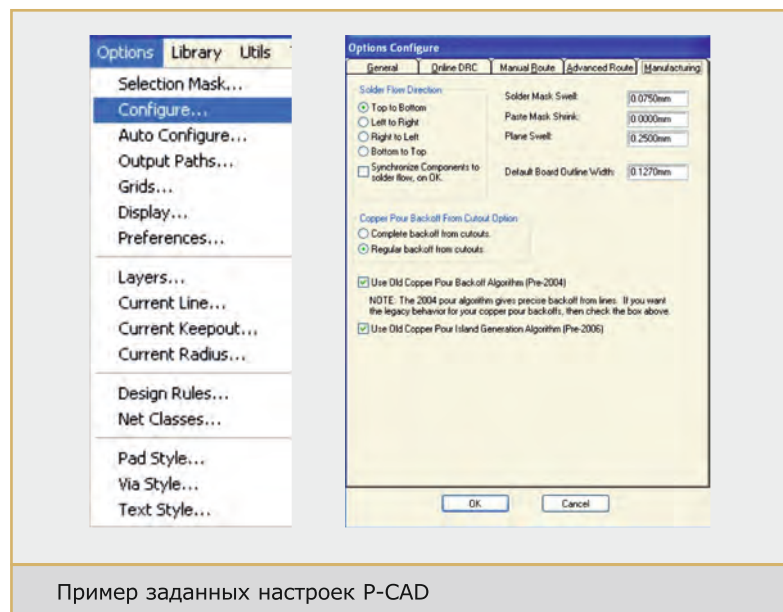 Options Library Utils
Selection Mask...
Configure...
Auto Configure...
Output Paths...
Grids...
Display...
Preferences...
Layers...
Current Line...
Current Keepout...
Current Radius...
Design Rules...
Net Classes...
Pad Style...
Via Style...
Text Style...
Options Configure
General Online DRC Manual Route Advanced Route Manufacturing
Solder Flow Direction
Top to Bottom
Left to Right
Right to Left
Bottom to Top
Synchronize Components to
solder flow, on OK.
Solder Mask Swell: 0.0750mm
Paste Mask Shrink: 0.0000mm
Plane Swell: 0.2500mm
Default Board Outline Width: 0.1270mm
Copper Pour Backoff From Cutout Option
Complete backoff from cutouts.
Regular backoff from cutouts.
Use Old Copper Pour Backoff Algorithm (Pre-2004)
NOTE: The 2004 pour algorithm gives precise backoff from lines. If you want
the legacy behavior for your copper pour backoffs, then check the box above.
Use Old Copper Pour Island Generation Algorithm (Pre-2006)
OK Cancel
Пример заданных настроек P-CAD